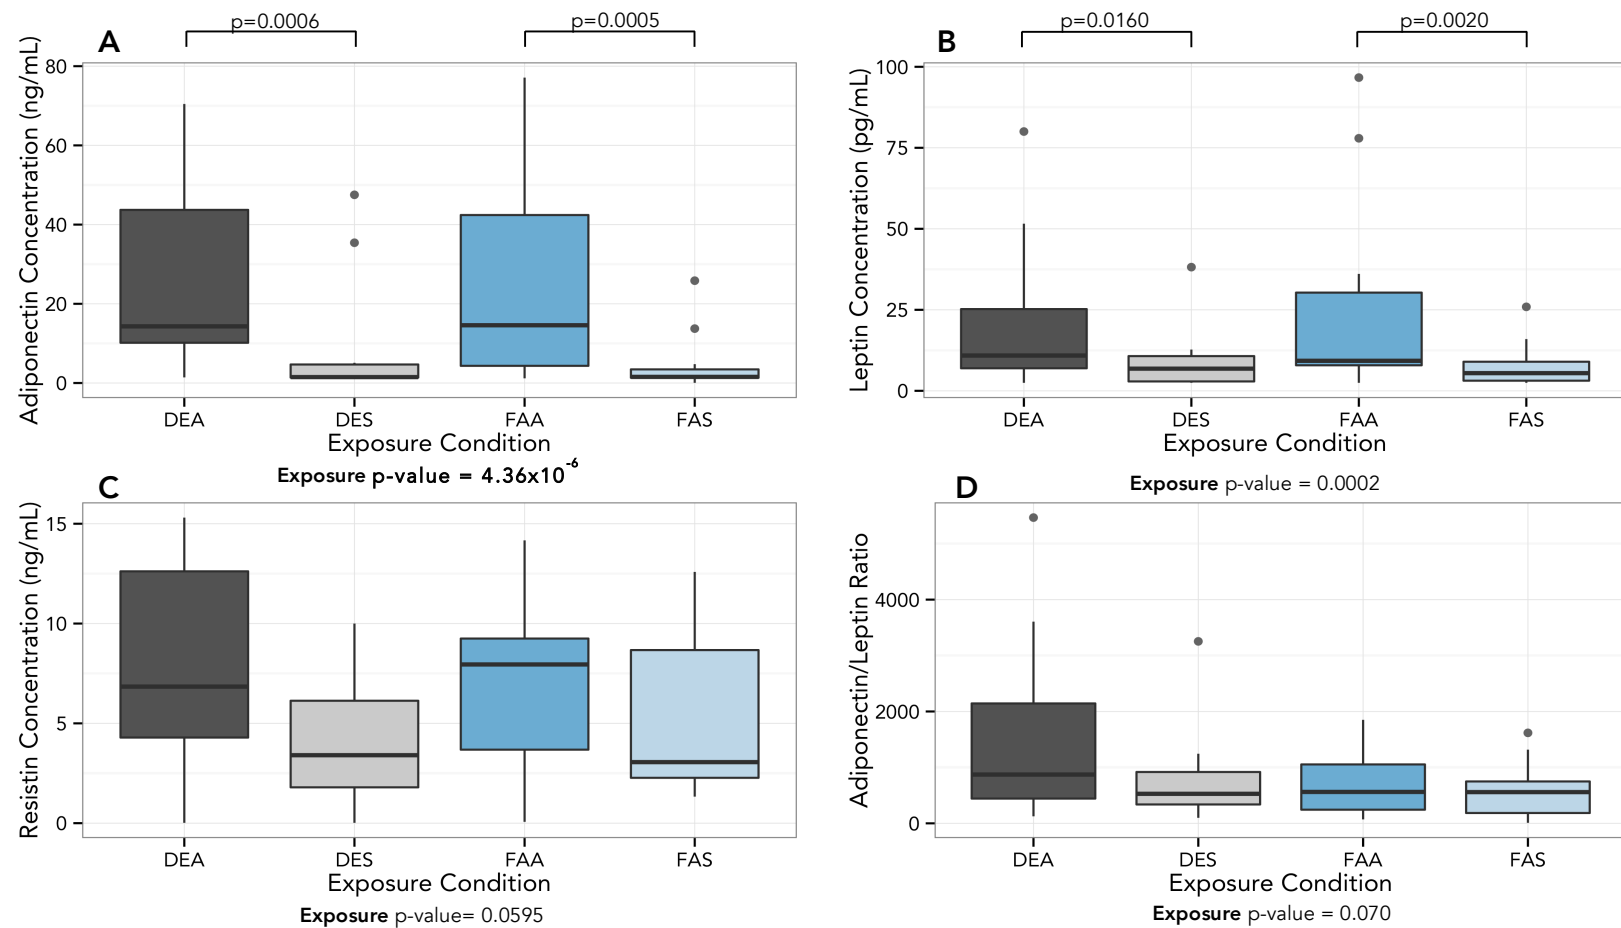 p=0.0006 p=0.0005
A
Adiponectin Concentration (ng/mL)
80
60
40
20
0
DEA DES FAA FAS
Exposure Condition
Exposure p-value = 4.36x10-6
p=0.0160 p=0.0020
B
Leptin Concentration (pg/mL)
100
75
50
25
0
DEA DES FAA FAS
Exposure Condition
Exposure p-value = 0.0002
C
Resistin Concentration (ng/mL)
15
10
5
0
DEA DES FAA FAS
Exposure Condition
Exposure p-value= 0.0595
D
Adiponectin/Leptin Ratio
4000
2000
0
DEA DES FAA FAS
Exposure Condition
Exposure p-value = 0.070